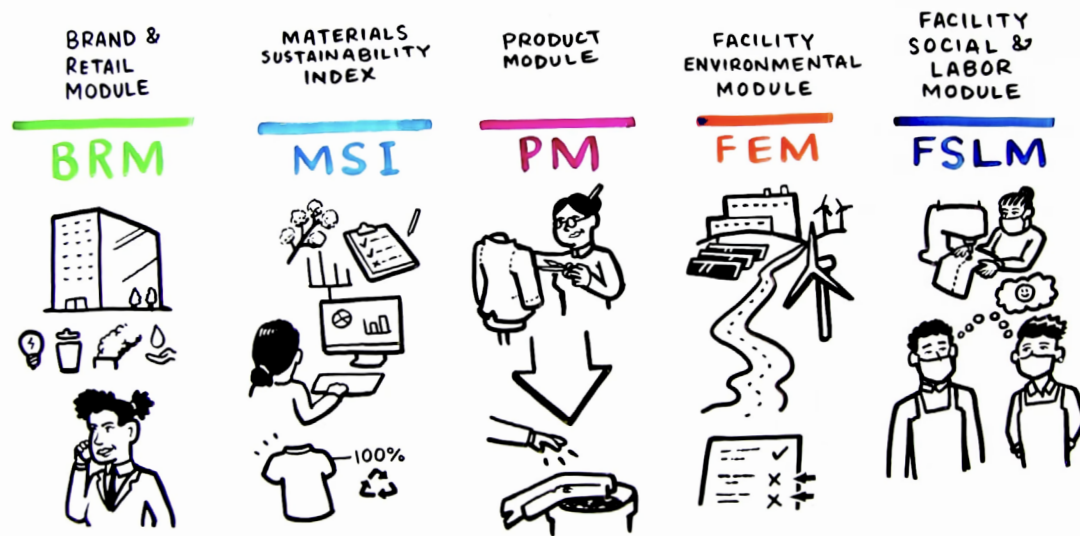 BRAND &
RETAIL
MODULE
BRM
MATERIALS
SUSTAINABILITY
INDEX
MSI
100%
PRODUCT
MODULE
PM
FACILITY
ENVIRONMENTAL
MODULE
FEM
FACILITY
SOCIAL &
LABOR
MODULE
FSLM